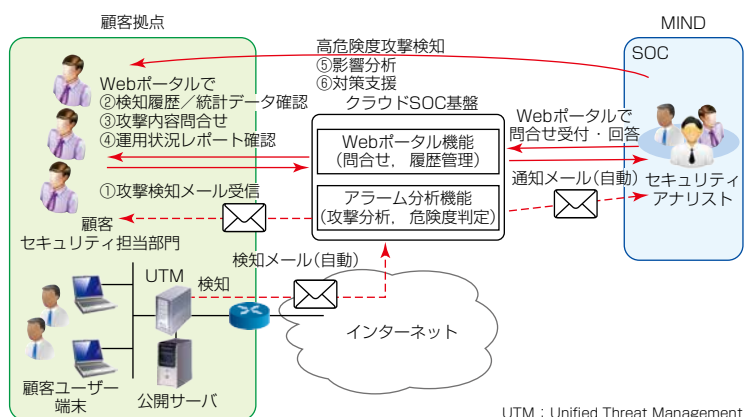 顧客拠点
MIND
SOC
高危険度攻撃検知
⑤影響分析
⑥対策支援
Webポータルで
②検知履歴／統計データ確認
③攻撃内容問合せ
④運用状況レポート確認
クラウドSOC基盤
Webポータル機能
（問合せ，履歴管理）
Webポータルで
問合せ受付・回答
①攻撃検知メール受信
アラーム分析機能
（攻撃分析，危険度判定）
通知メール（自動）
セキュリティ
アナリスト
顧客
セキュリティ担当部門
検知メール（自動）
UTM
検知
インターネット
顧客ユーザー
端末
公開サーバ
UTM：Unified Threat Management